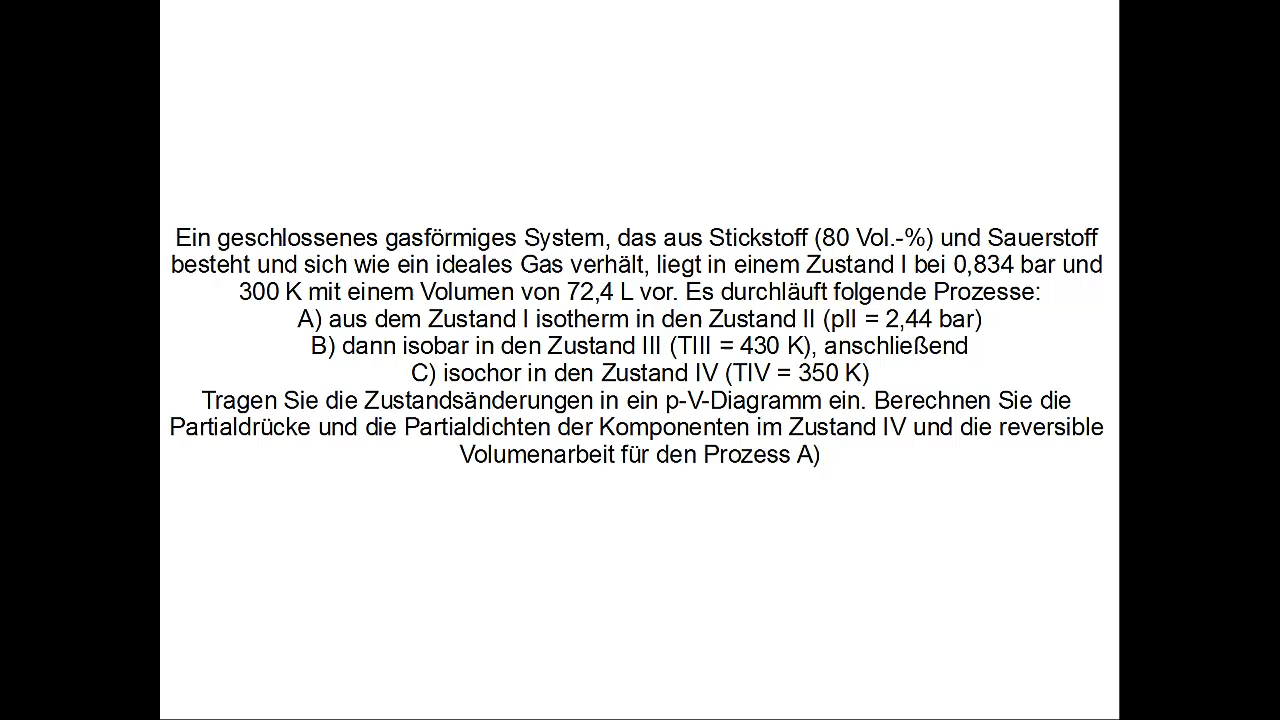 Ein geschlossenes gasförmiges System, das aus Stickstoff (80 Vol.-%) und Sauerstoff
besteht und sich wie ein ideales Gas verhält, liegt in einem Zustand I bei 0,834 bar und
300 K mit einem Volumen von 72,4 L vor. Es durchläuft folgende Prozesse:
A) aus dem Zustand I isotherm in den Zustand II (pII = 2,44 bar)
B) dann isobar in den Zustand III (TIII = 430 K), anschließend
C) isochor in den Zustand IV (TIV = 350 K)
Tragen Sie die Zustandsänderungen in ein p-V-Diagramm ein. Berechnen Sie die
Partialdrücke und die Partialdichten der Komponenten im Zustand IV und die reversible
Volumenarbeit für den Prozess A)